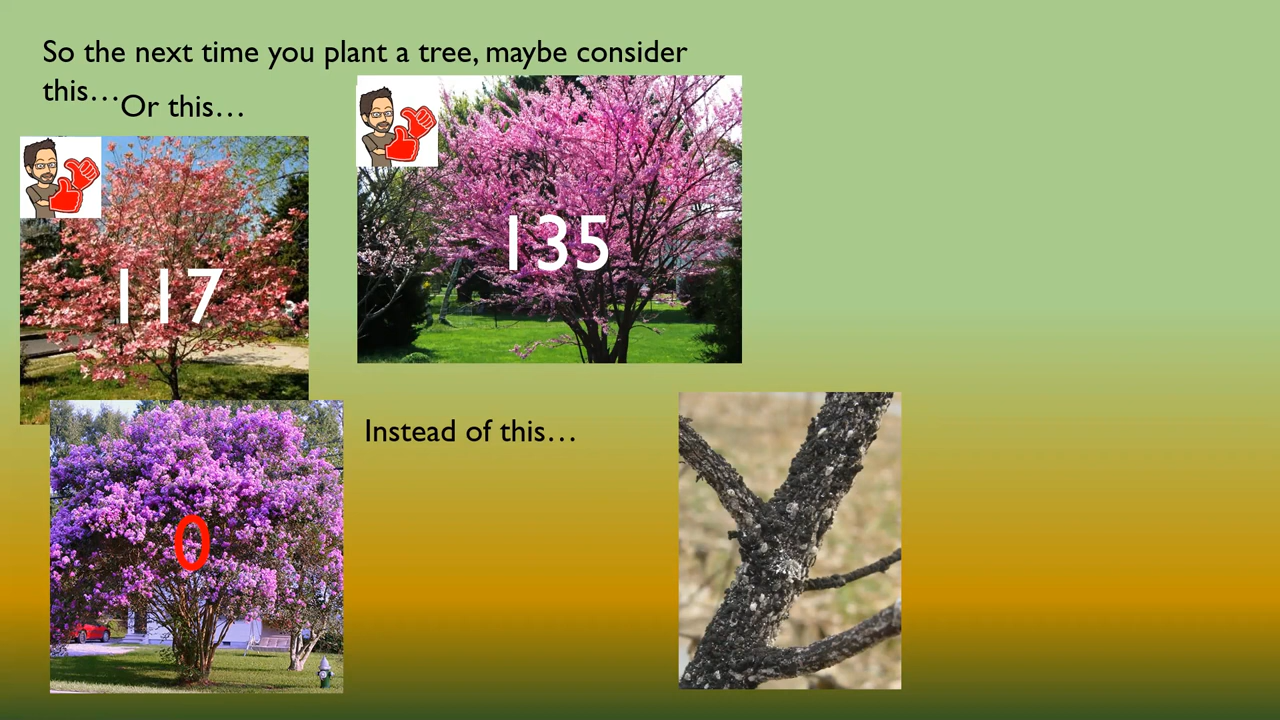 So the next time you plant a tree, maybe consider
this…
Or this…
117
135
Instead of this…
0